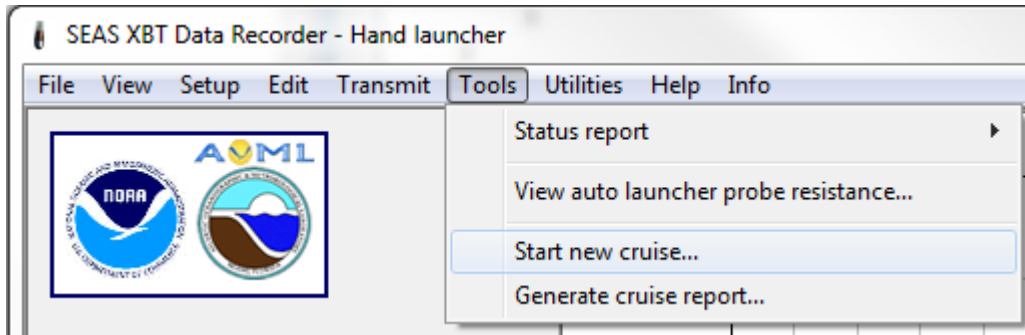 SEAS XBT Data Recorder - Hand launcher
File View Setup Edit Transmit Tools Utilities Help Info
Status report
View auto launcher probe resistance...
Start new cruise...
Generate cruise report...
AOML
NOAA